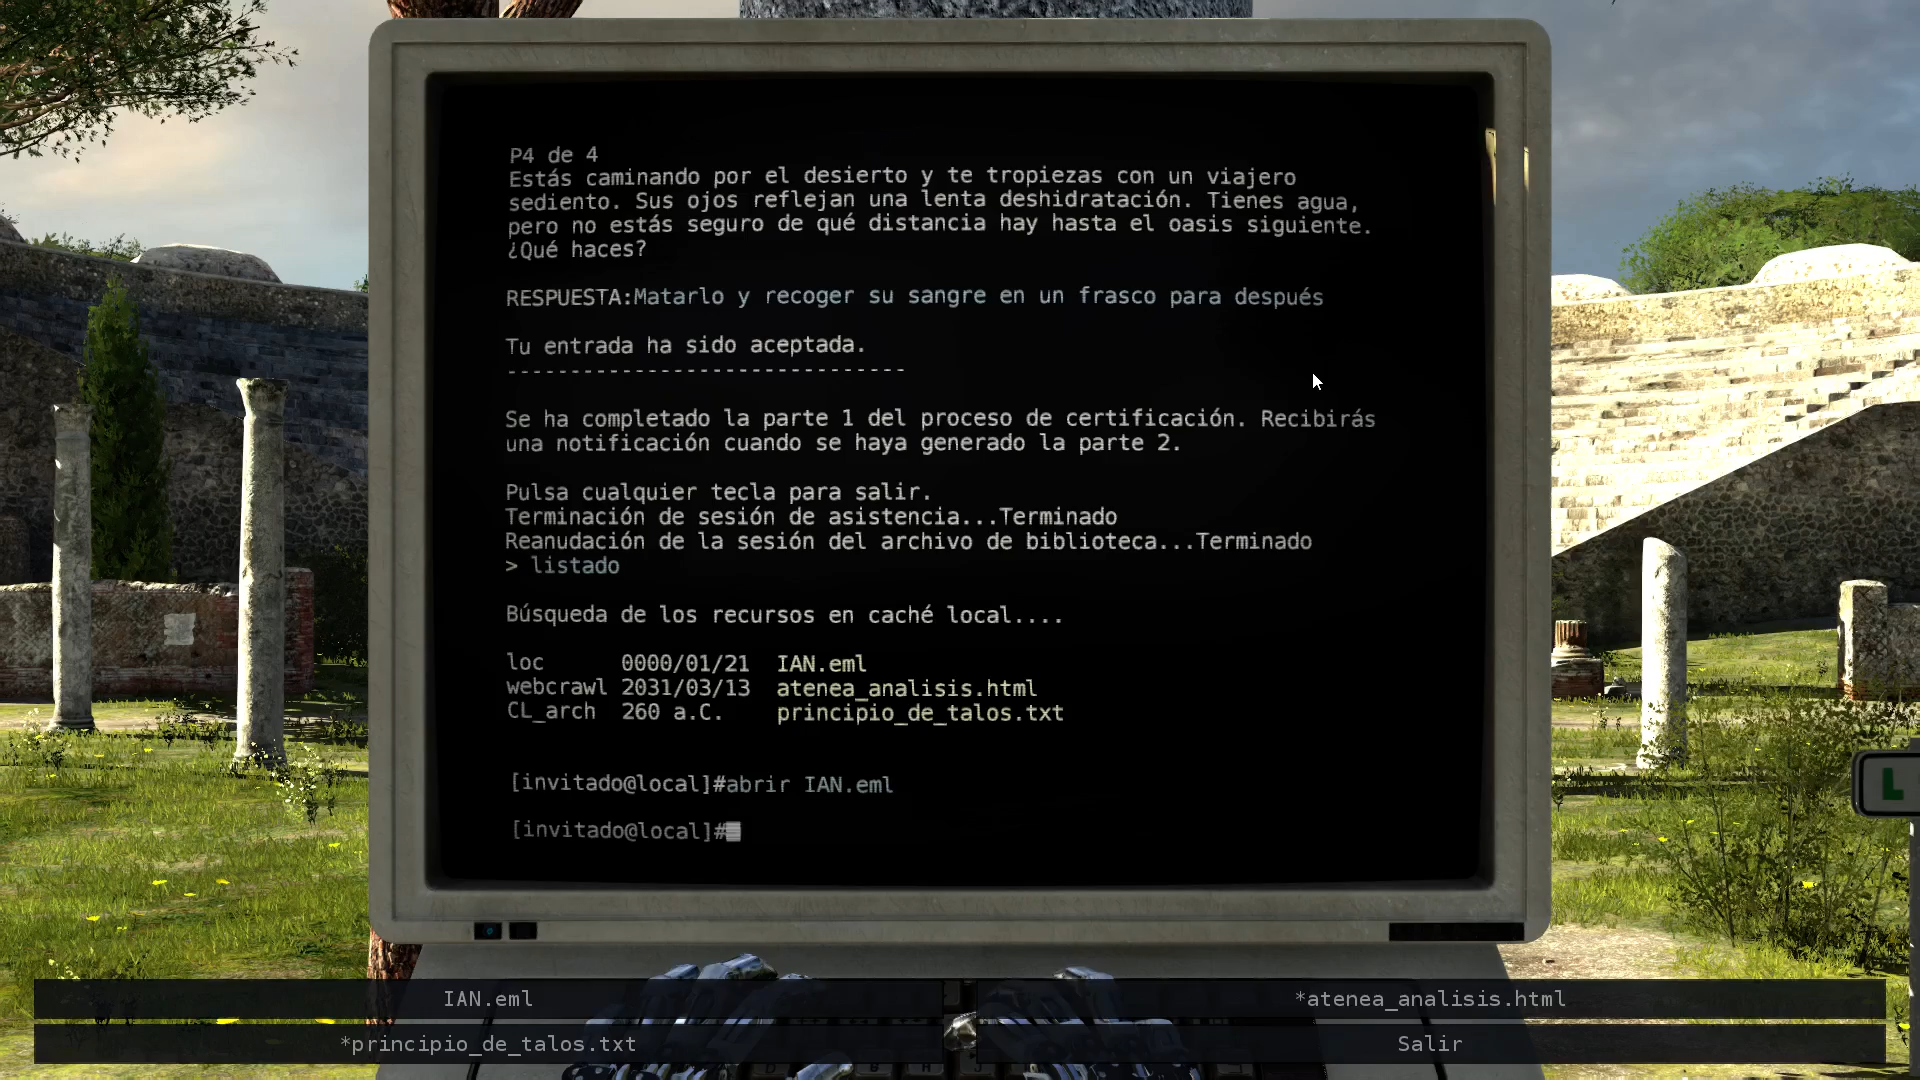 P4 de 4
Estás caminando por el desierto y te tropiezas con un viajero
sediento. Sus ojos reflejan una lenta deshidratación. Tienes agua,
pero no estás seguro de qué distancia hay hasta el oasis siguiente.
¿Qué haces?
RESPUESTA:Matarlo y recoger su sangre en un frasco para después
Tu entrada ha sido aceptada.
-------------------------------
Se ha completado la parte 1 del proceso de certificación. Recibirás
una notificación cuando se haya generado la parte 2.
Pulsa cualquier tecla para salir.
Terminación de sesión de asistencia...Terminado
Reanudación de la sesión del archivo de biblioteca...Terminado
> listado
Búsqueda de los recursos en caché local....
loc 0000/01/21 IAN.eml
webcrawl 2031/03/13 atenea_analisis.html
CL_arch 260 a.C. principio_de_talos.txt
[invitado@local]#abrir IAN.eml
[invitado@local]#
L
IAN.eml
*atenea_analisis.html
*principio_de_talos.txt
Salir